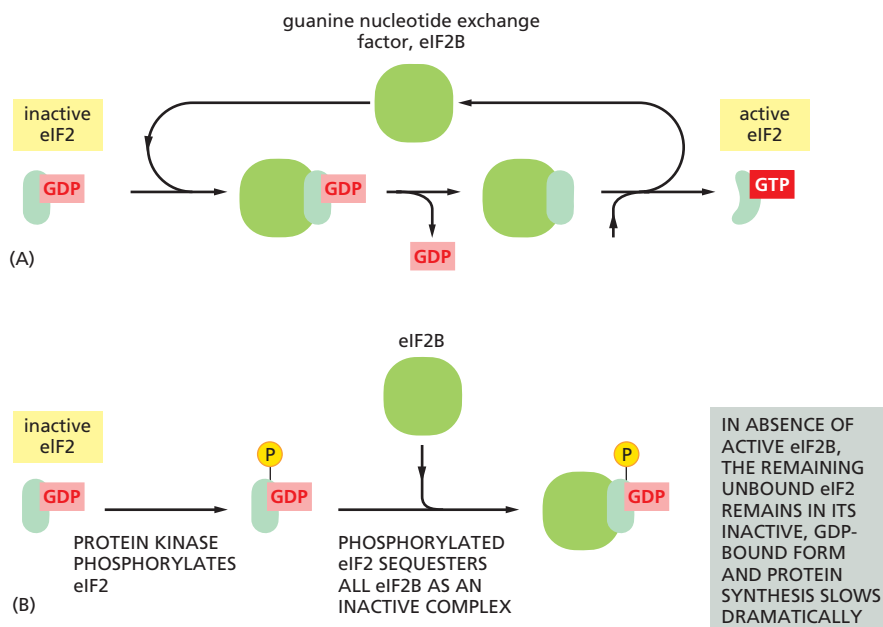 guanine nucleotide exchange
factor, eIF2B
inactive
eIF2
active
eIF2
GDP
GDP
GTP
GDP
(A)
eIF2B
inactive
eIF2
P
P
GDP
GDP
GDP
PROTEIN KINASE
PHOSPHORYLATES
eIF2
PHOSPHORYLATED
eIF2 SEQUESTERS
ALL eIF2B AS AN
INACTIVE COMPLEX
IN ABSENCE OF
ACTIVE eIF2B,
THE REMAINING
UNBOUND eIF2
REMAINS IN ITS
INACTIVE, GDP-
BOUND FORM
AND PROTEIN
SYNTHESIS SLOWS
DRAMATICALLY
(B)